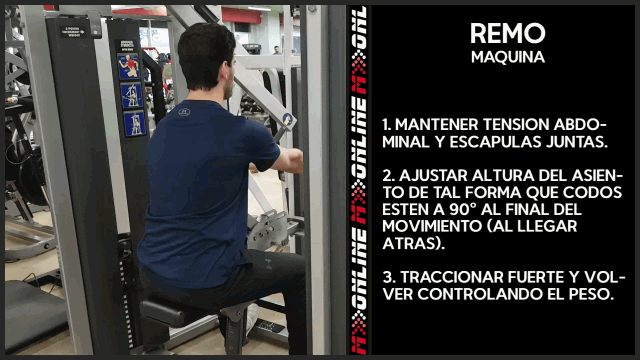 REMO
MAQUINA
1. MANTENER TENSION ABDO-
MINAL Y ESCAPULAS JUNTAS.
2. AJUSTAR ALTURA DEL ASIEN-
TO DE TAL FORMA QUE CODOS
ESTEN A 90° AL FINAL DEL
MOVIMIENTO (AL LLEGAR
ATRAS).
3. TRACCIONAR FUERTE Y VOL-
VER CONTROLANDO EL PESO.
ONLINE
ONLINE